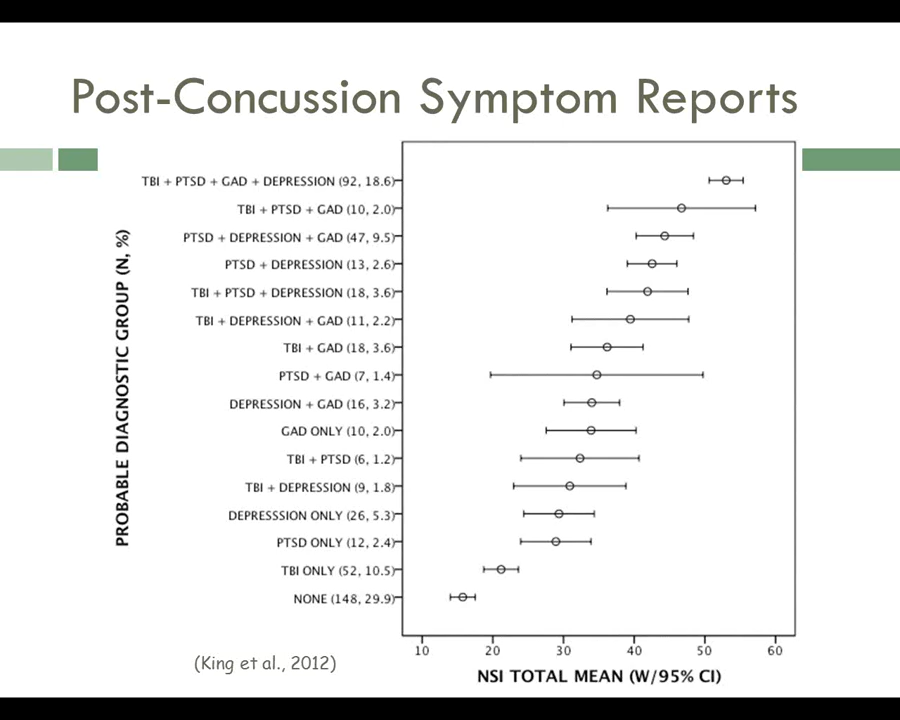 Post-Concussion Symptom Reports
PROBABLE DIAGNOSTIC GROUP (N, %)
TBI + PTSD + GAD + DEPRESSION (92, 18.6)
TBI + PTSD + GAD (10, 2.0)
PTSD + DEPRESSION + GAD (47, 9.5)
PTSD + DEPRESSION (13, 2.6)
TBI + PTSD + DEPRESSION (18, 3.6)
TBI + DEPRESSION + GAD (11, 2.2)
TBI + GAD (18, 3.6)
PTSD + GAD (7, 1.4)
DEPRESSION + GAD (16, 3.2)
GAD ONLY (10, 2.0)
TBI + PTSD (6, 1.2)
TBI + DEPRESSION (9, 1.8)
DEPRESSSION ONLY (26, 5.3)
PTSD ONLY (12, 2.4)
TBI ONLY (52, 10.5)
NONE (148, 29.9)
10 20 30 40 50 60
NSI TOTAL MEAN (W/95% CI)
(King et al., 2012)